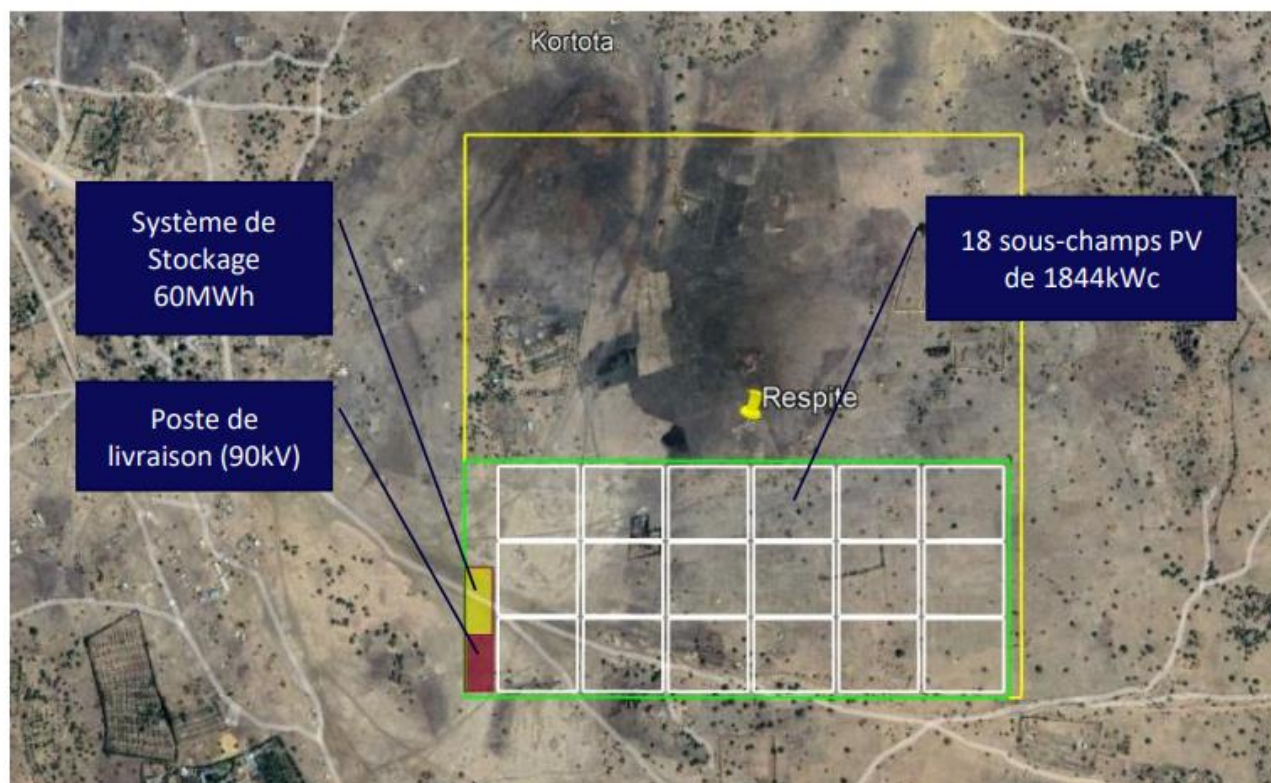 Kortota
Système de
Stockage
60MWh
18 sous-champs PV
de 1844kWc
Poste de
livraison (90kV)
Respite